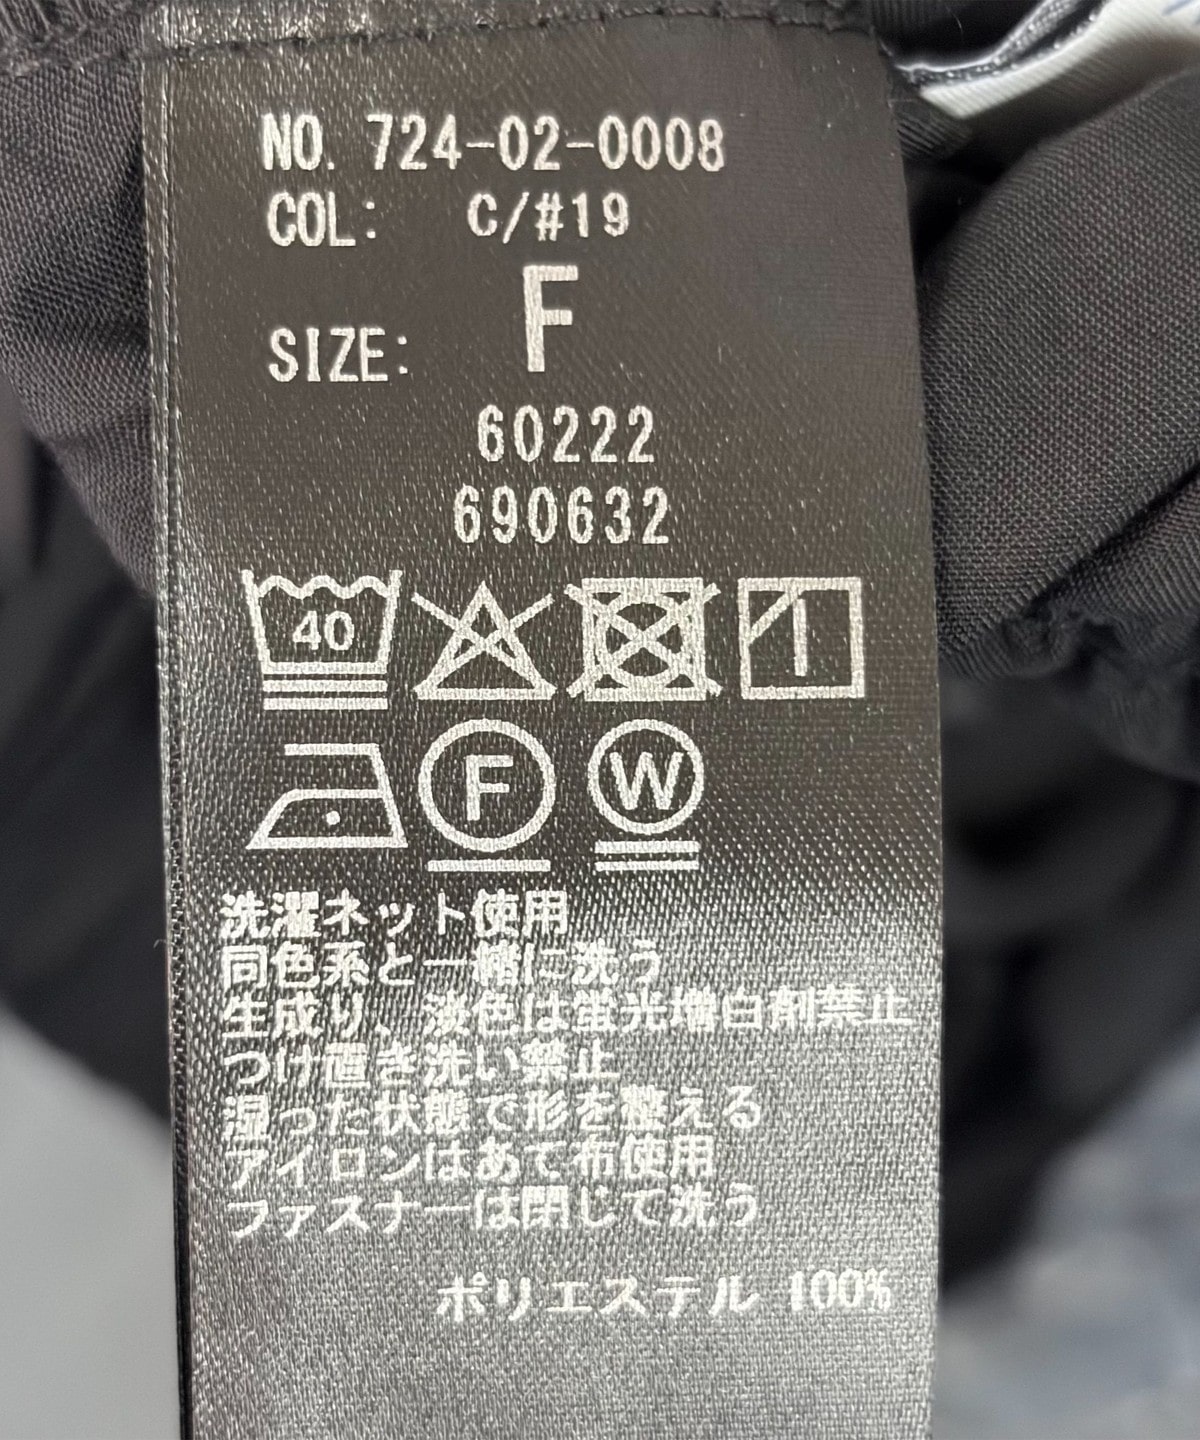 NO. 724-02-0008
COL: C/#19
SIZE: F
60222
690632
40
F W
洗濯ネット使用
同色系と一緒に洗う
生成り、淡色は蛍光増白剤禁止
つけ置き洗い禁止
湿った状態で形を整える
アイロンはあて布使用
ファスナーは閉じて洗う
ポリエステル 100%